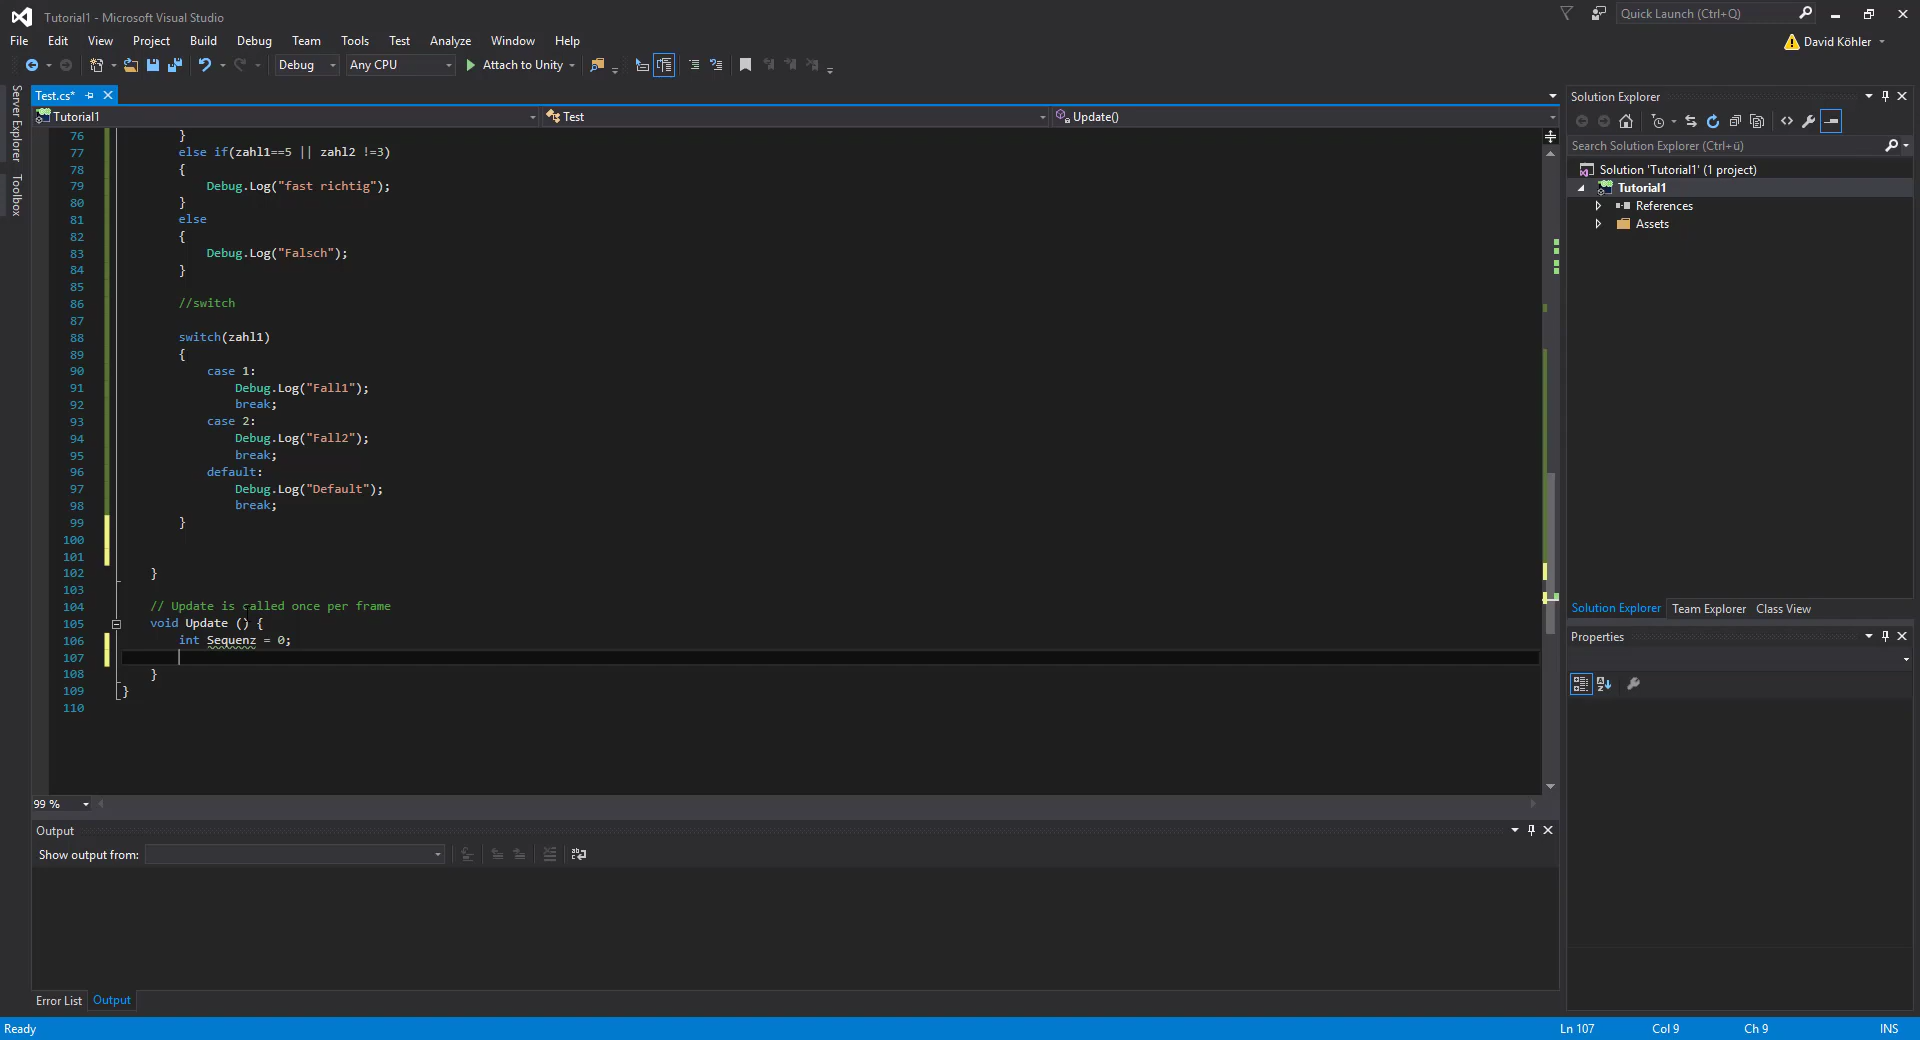 Tutorial1 - Microsoft Visual Studio
Quick Launch (Ctrl+Q)
File Edit View Project Build Debug Team Tools Test Analyze Window Help
David Köhler
Debug Any CPU Attach to Unity
Server Explorer
Toolbox
Test.cs*
Tutorial1 Test Update()
76 }
77 else if(zahl1==5 || zahl2 !=3)
78 {
79 Debug.Log("fast richtig");
80 }
81 else
82 {
83 Debug.Log("Falsch");
84 }
85
86 //switch
87
88 switch(zahl1)
89 {
90 case 1:
91 Debug.Log("Fall1");
92 break;
93 case 2:
94 Debug.Log("Fall2");
95 break;
96 default:
97 Debug.Log("Default");
98 break;
99 }
100
101
102 }
103
104 // Update is called once per frame
105 void Update () {
106 int Sequenz = 0;
107
108 }
109 }
110
99 %
Output
Show output from:
Error List Output
Solution Explorer
Search Solution Explorer (Ctrl+ü)
Solution 'Tutorial1' (1 project)
Tutorial1
References
Assets
Solution Explorer Team Explorer Class View
Properties
Ready Ln 107 Col 9 Ch 9 INS